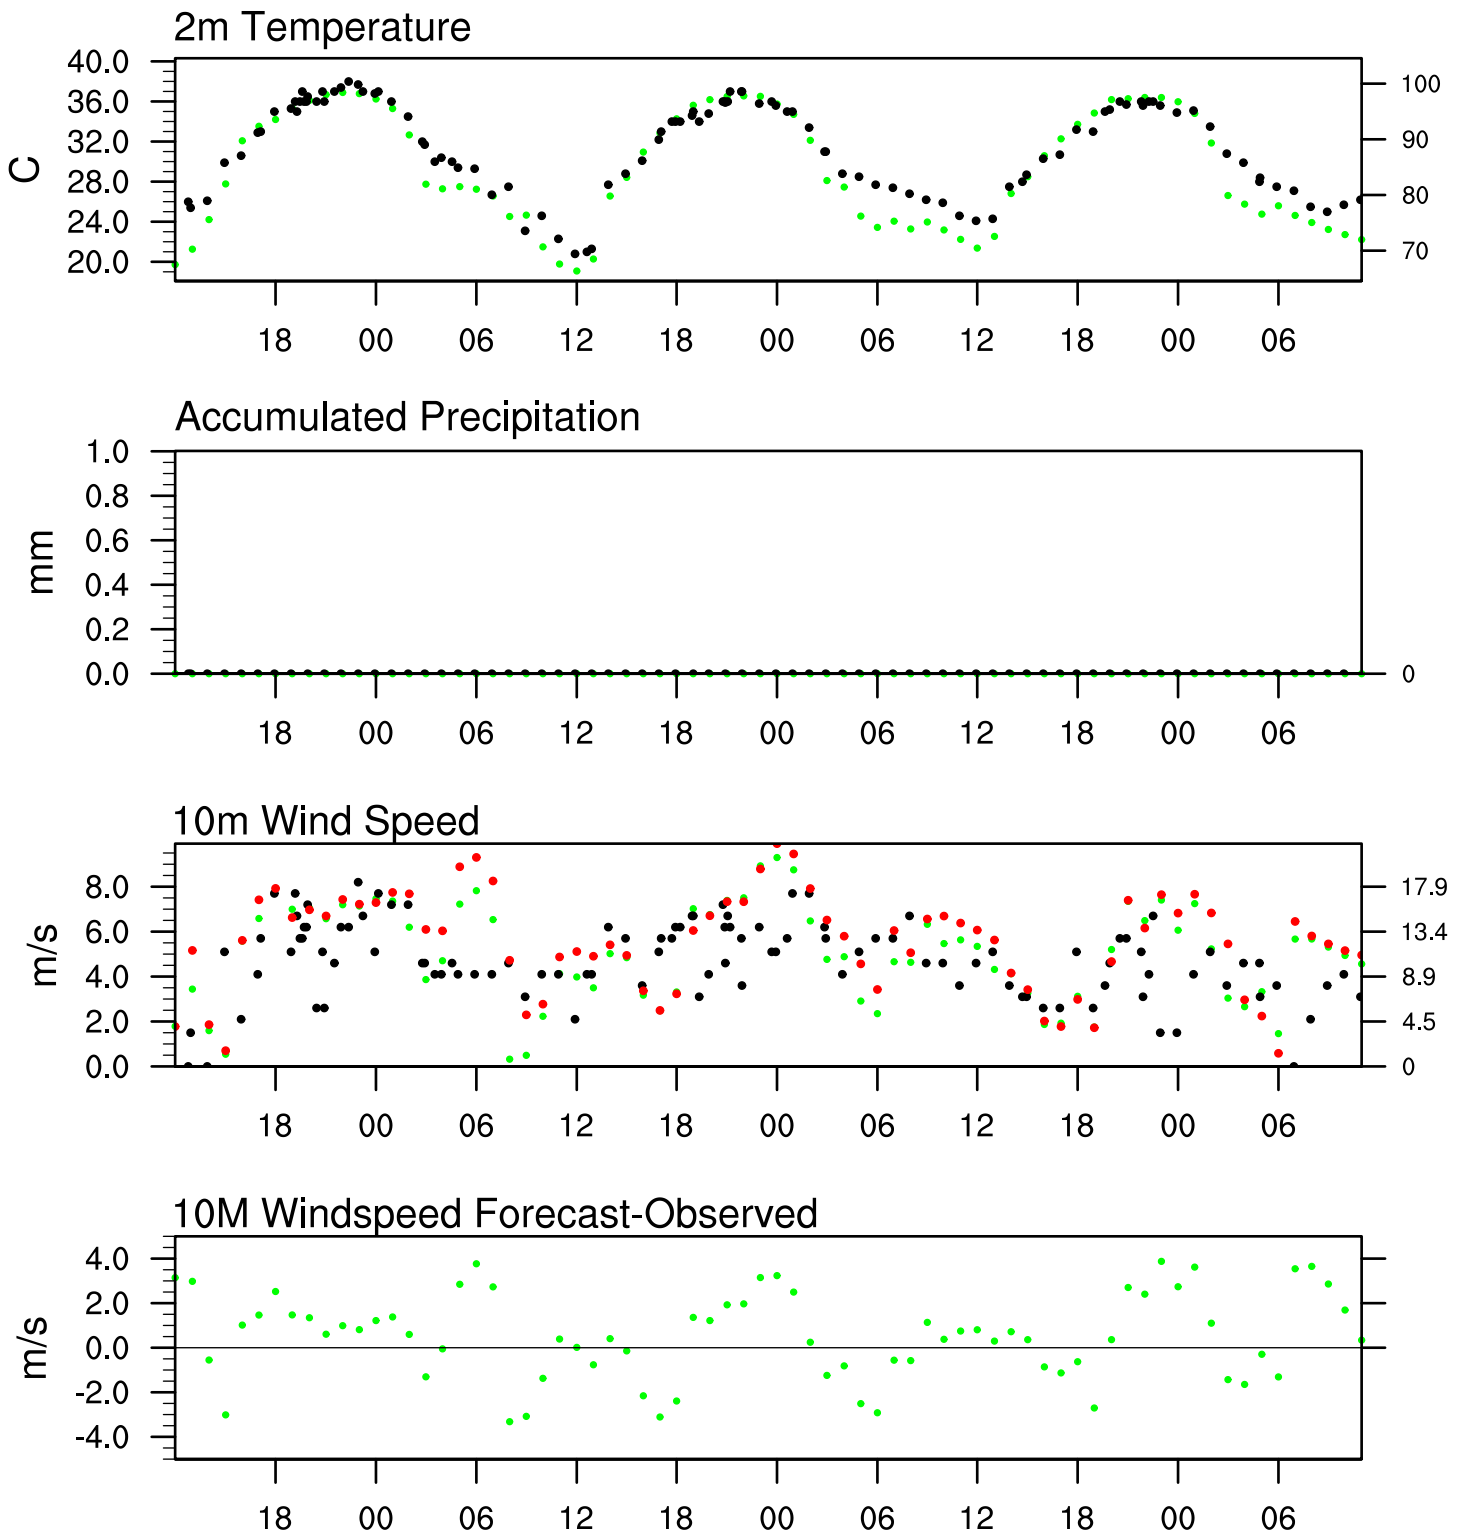 2m Temperature
40.0
36.0
32.0
28.0
24.0
20.0
C
100
90
80
70
18 00 06 12 18 00 06 12 18 00 06
Accumulated Precipitation
1.0
0.8
0.6
0.4
0.2
0.0
mm
0
18 00 06 12 18 00 06 12 18 00 06
10m Wind Speed
8.0
6.0
4.0
2.0
0.0
m/s
17.9
13.4
8.9
4.5
0
18 00 06 12 18 00 06 12 18 00 06
10M Windspeed Forecast-Observed
4.0
2.0
0.0
-2.0
-4.0
m/s
18 00 06 12 18 00 06 12 18 00 06